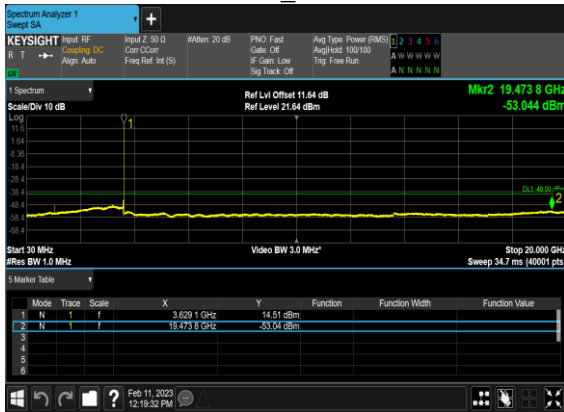 Spectrum Analyzer 1
Swept SA
+
KEYSIGHT Input: RF Input Z: 50 Ω #Atten: 20 dB PNO: Fast Avg Type: Power (RMS) 1 2 3 4 5 6
R T Coupling: DC Corr CCorr Gate: Off Avg|Hold: 100/100 A W W W W W
Align: Auto Freq Ref: Int (S) IF Gain: Low Trig: Free Run
Sig Track: Off A N N N N N
1 Spectrum Ref Lvl Offset 11.64 dB Mkr2 19.473 8 GHz
Scale/Div 10 dB Ref Level 21.64 dBm -53.044 dBm
Log
11.6
1.64
-8.36
-18.4
-28.4
-38.4
-48.4
-58.4
-68.4
1
2
Start 30 MHz Video BW 3.0 MHz* Stop 20.000 GHz
#Res BW 1.0 MHz Sweep 34.7 ms (40001 pts)
5 Marker Table
Mode Trace Scale X Y Function Function Width Function Value
1 N 1 f 3.629 1 GHz 14.51 dBm
2 N 1 f 19.473 8 GHz -53.04 dBm
3
4
5
6
?
Feb 11, 2023
12:19:32 PM